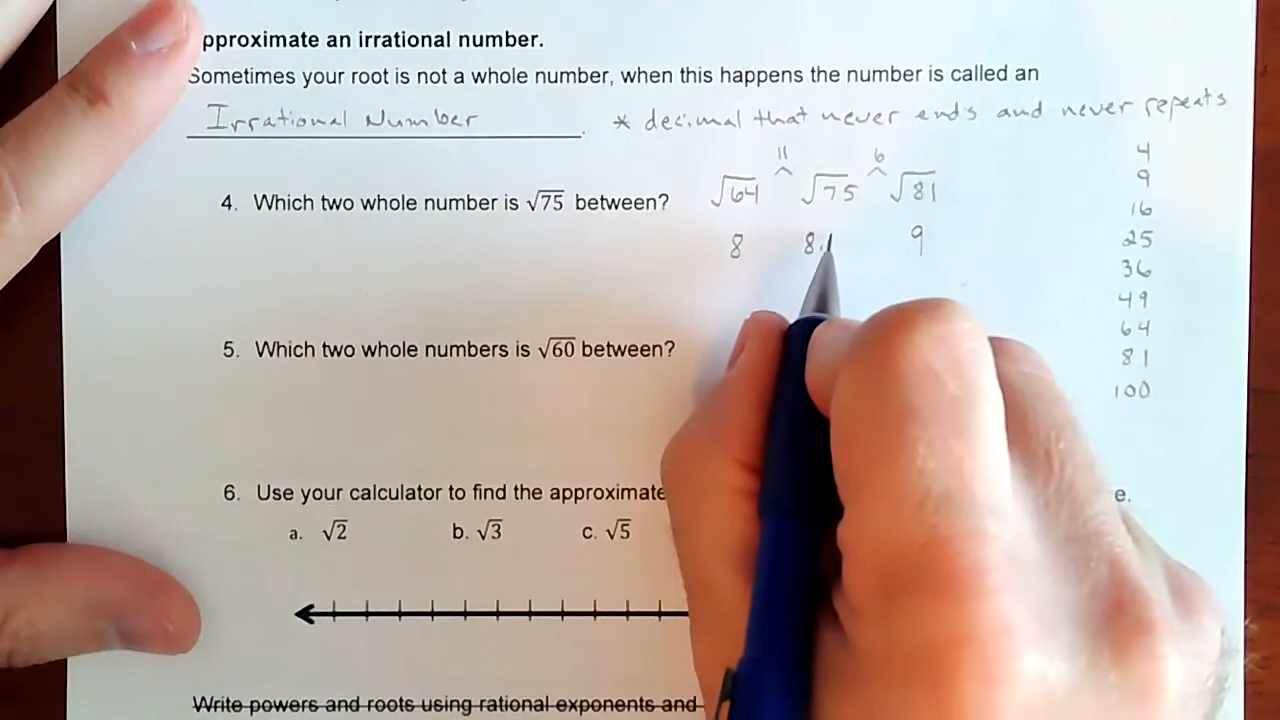 pproximate an irrational number.
Sometimes your root is not a whole number, when this happens the number is called an
Irrational Number . * decimal that never ends and never repeats
11 6
4. Which two whole number is √75 between? √64 ^ √75 ^ √81
8 8. 9
5. Which two whole numbers is √60 between?
6. Use your calculator to find the approximate e.
a. √2 b. √3 c. √5
Write powers and roots using rational exponents and
4
9
16
25
36
49
64
81
100